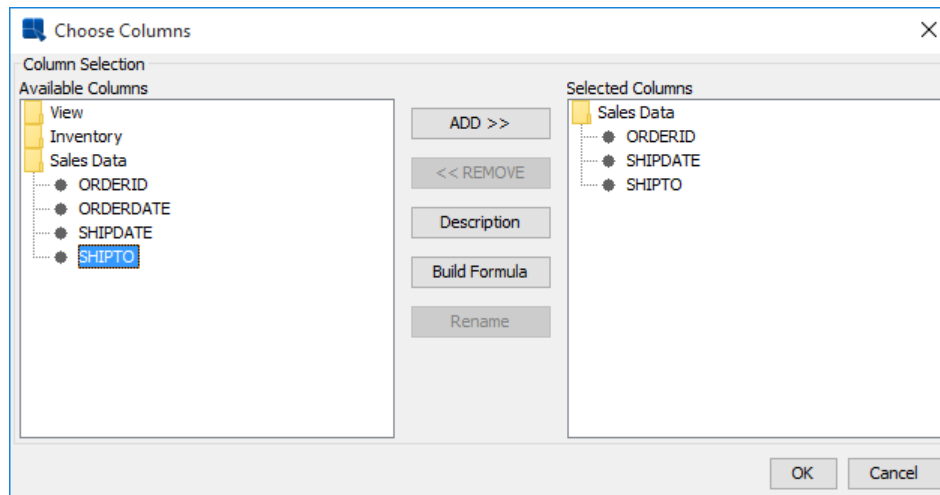 Choose Columns
Column Selection
Available Columns
View
Inventory
Sales Data
ORDERID
ORDERDATE
SHIPDATE
SHIPTO
ADD >>
<< REMOVE
Description
Build Formula
Rename
Selected Columns
Sales Data
ORDERID
SHIPDATE
SHIPTO
OK
Cancel